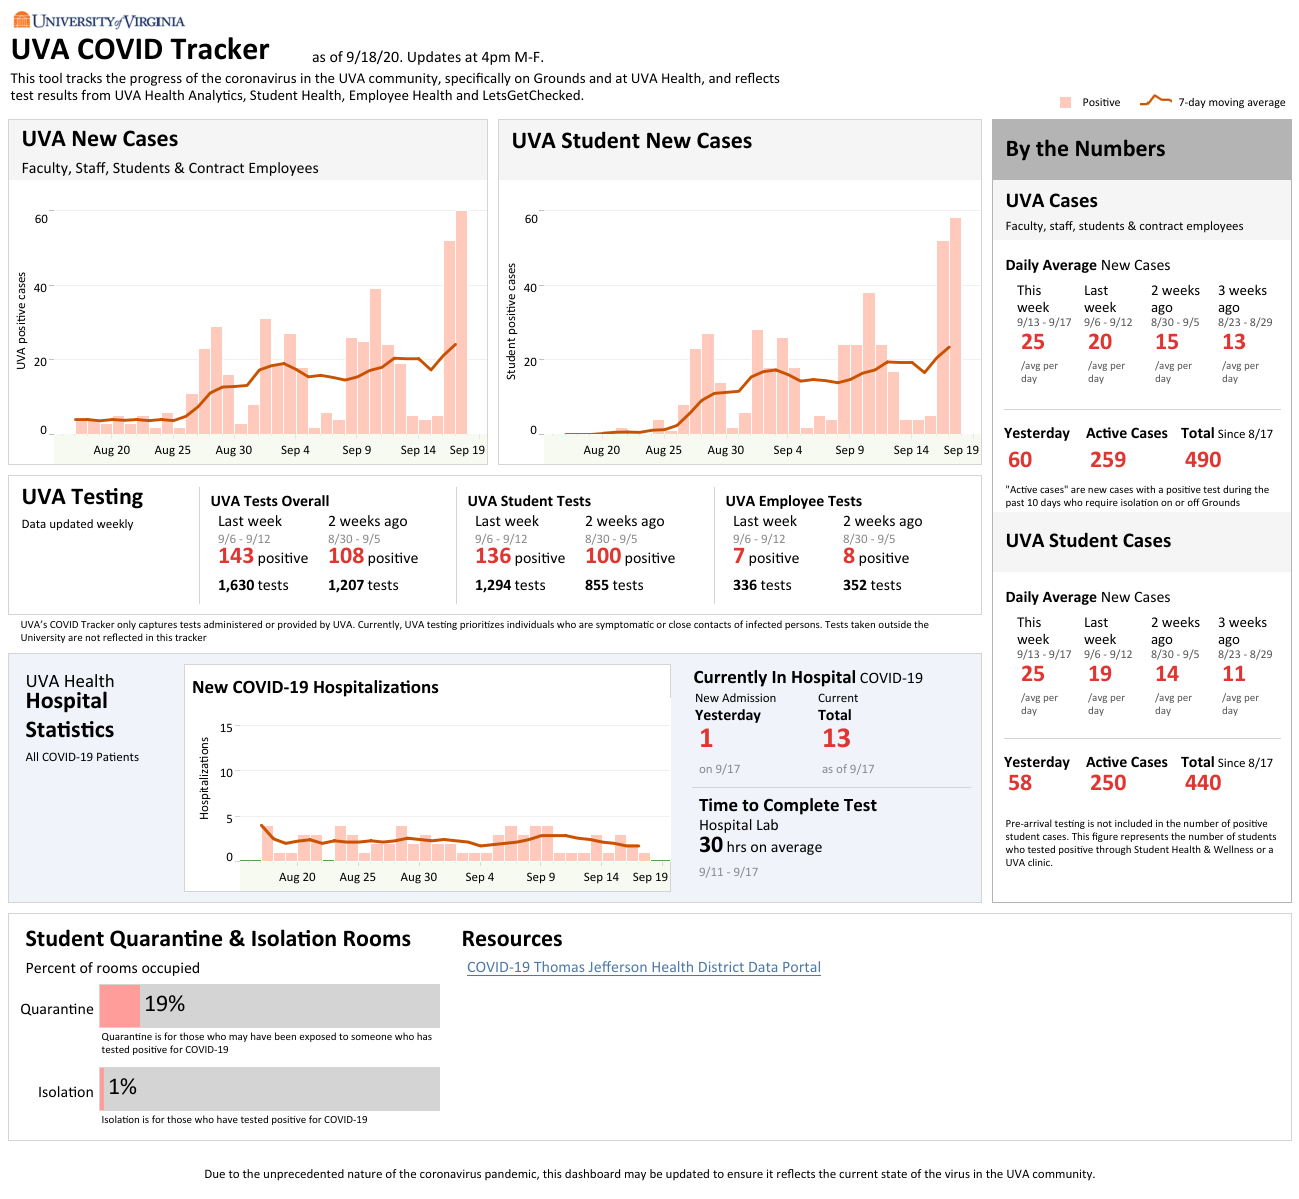 UNIVERSITY of VIRGINIA
UVA COVID Tracker as of 9/18/20. Updates at 4pm M-F.
This tool tracks the progress of the coronavirus in the UVA community, specifically on Grounds and at UVA Health, and reflects
test results from UVA Health Analytics, Student Health, Employee Health and LetsGetChecked.
Positive 7-day moving average
UVA New Cases
Faculty, Staff, Students & Contract Employees
UVA positive cases
60
40
20
0
Aug 20 Aug 25 Aug 30 Sep 4 Sep 9 Sep 14 Sep 19
UVA Student New Cases
Student positive cases
60
40
20
0
Aug 20 Aug 25 Aug 30 Sep 4 Sep 9 Sep 14 Sep 19
By the Numbers
UVA Cases
Faculty, staff, students & contract employees
Daily Average New Cases
This Last 2 weeks 3 weeks
week week ago ago
9/13 - 9/17 9/6 - 9/12 8/30 - 9/5 8/23 - 8/29
25 20 15 13
/avg per /avg per /avg per /avg per
day day day day
Yesterday Active Cases Total Since 8/17
60 259 490
"Active cases" are new cases with a positive test during the
past 10 days who require isolation on or off Grounds
UVA Student Cases
Daily Average New Cases
This Last 2 weeks 3 weeks
week week ago ago
9/13 - 9/17 9/6 - 9/12 8/30 - 9/5 8/23 - 8/29
25 19 14 11
/avg per /avg per /avg per /avg per
day day day day
Yesterday Active Cases Total Since 8/17
58 250 440
Pre-arrival testing is not included in the number of positive
student cases. This figure represents the number of students
who tested positive through Student Health & Wellness or a
UVA clinic.
UVA Testing
Data updated weekly
UVA Tests Overall
Last week 2 weeks ago
9/6 - 9/12 8/30 - 9/5
143 positive 108 positive
1,630 tests 1,207 tests
UVA Student Tests
Last week 2 weeks ago
9/6 - 9/12 8/30 - 9/5
136 positive 100 positive
1,294 tests 855 tests
UVA Employee Tests
Last week 2 weeks ago
9/6 - 9/12 8/30 - 9/5
7 positive 8 positive
336 tests 352 tests
UVA's COVID Tracker only captures tests administered or provided by UVA. Currently, UVA testing prioritizes individuals who are symptomatic or close contacts of infected persons. Tests taken outside the
University are not reflected in this tracker
UVA Health
Hospital
Statistics
All COVID-19 Patients
New COVID-19 Hospitalizations
Hospitalizations
15
10
5
0
Aug 20 Aug 25 Aug 30 Sep 4 Sep 9 Sep 14 Sep 19
Currently In Hospital COVID-19
New Admission Current
Yesterday Total
1 13
on 9/17 as of 9/17
Time to Complete Test
Hospital Lab
30 hrs on average
9/11 - 9/17
Student Quarantine & Isolation Rooms
Percent of rooms occupied
Quarantine 19%
Quarantine is for those who may have been exposed to someone who has
tested positive for COVID-19
Isolation 1%
Isolation is for those who have tested positive for COVID-19
Resources
COVID-19 Thomas Jefferson Health District Data Portal
Due to the unprecedented nature of the coronavirus pandemic, this dashboard may be updated to ensure it reflects the current state of the virus in the UVA community.